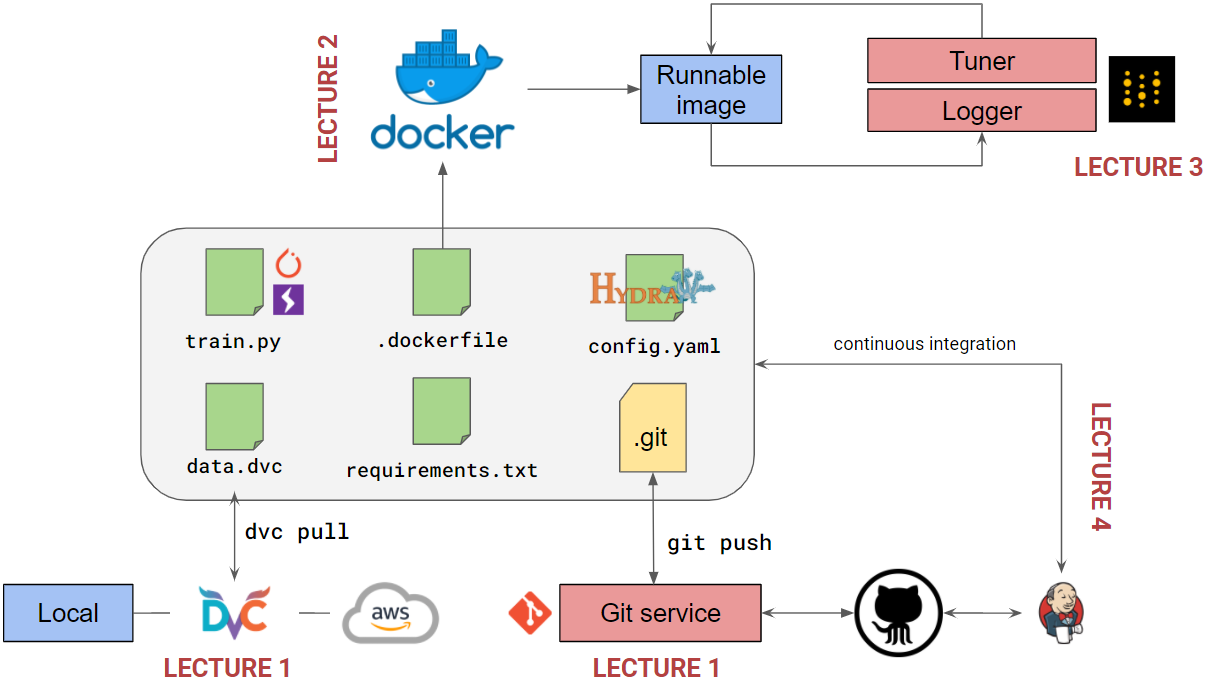 LECTURE 2
docker
Runnable
image
Tuner
Logger
LECTURE 3
train.py
.dockerfile
HYDRA
config.yaml
continuous integration
data.dvc
requirements.txt
.git
LECTURE 4
dvc pull
git push
Local
DVC
aws
Git service
LECTURE 1
LECTURE 1